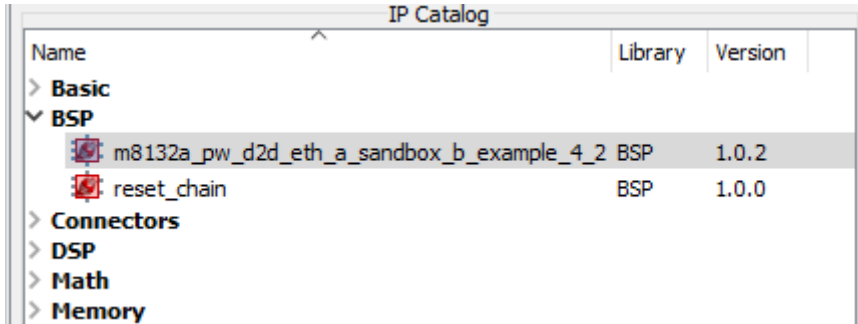 IP Catalog
Name Library Version
Basic
BSP
m8132a_pw_d2d_eth_a_sandbox_b_example_4_2 BSP 1.0.2
reset_chain BSP 1.0.0
Connectors
DSP
Math
Memory